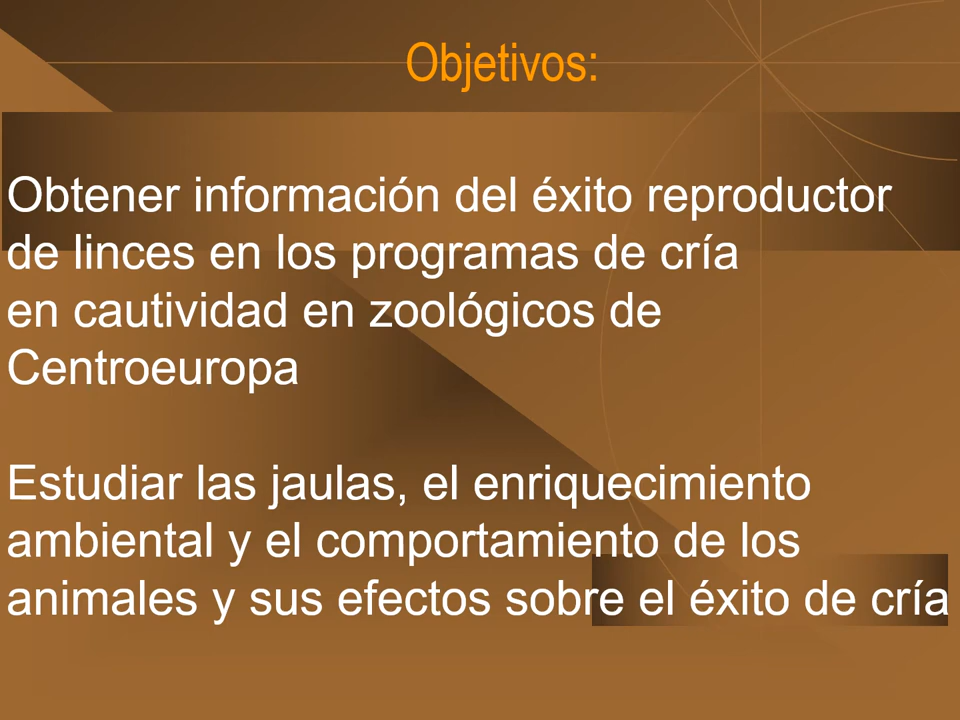 Objetivos:
Obtener información del éxito reproductor
de linces en los programas de cría
en cautividad en zoológicos de
Centroeuropa
Estudiar las jaulas, el enriquecimiento
ambiental y el comportamiento de los
animales y sus efectos sobre el éxito de cría